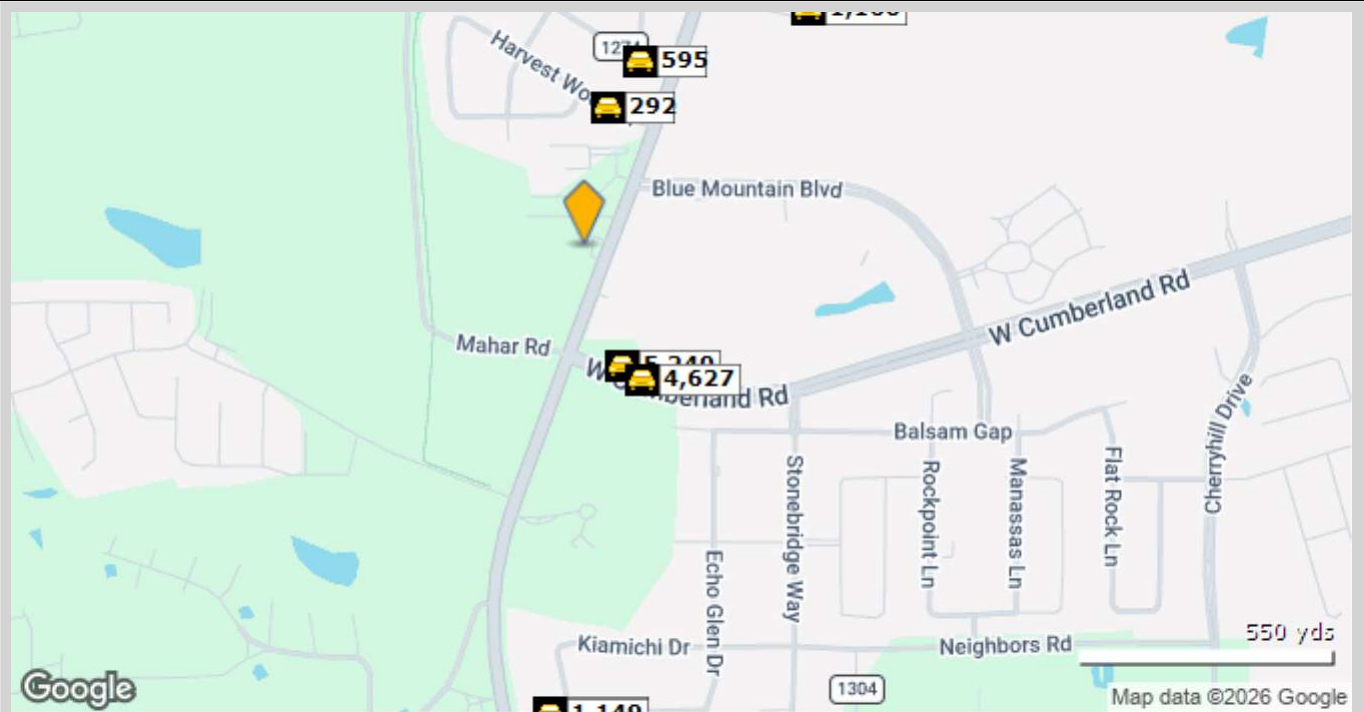 1274
595
Harvest
292
Blue Mountain Blvd
W Cumberland Rd
Mahar Rd
4,627
Rd
Balsam Gap
Cherryhill Drive
Stonebridge Way
Rockpoint Ln
Manassas Ln
Flat Rock Ln
Echo Glen Dr
Kiamichi Dr
Neighbors Rd
550 yds
1304
Google
Map data ©2026 Google